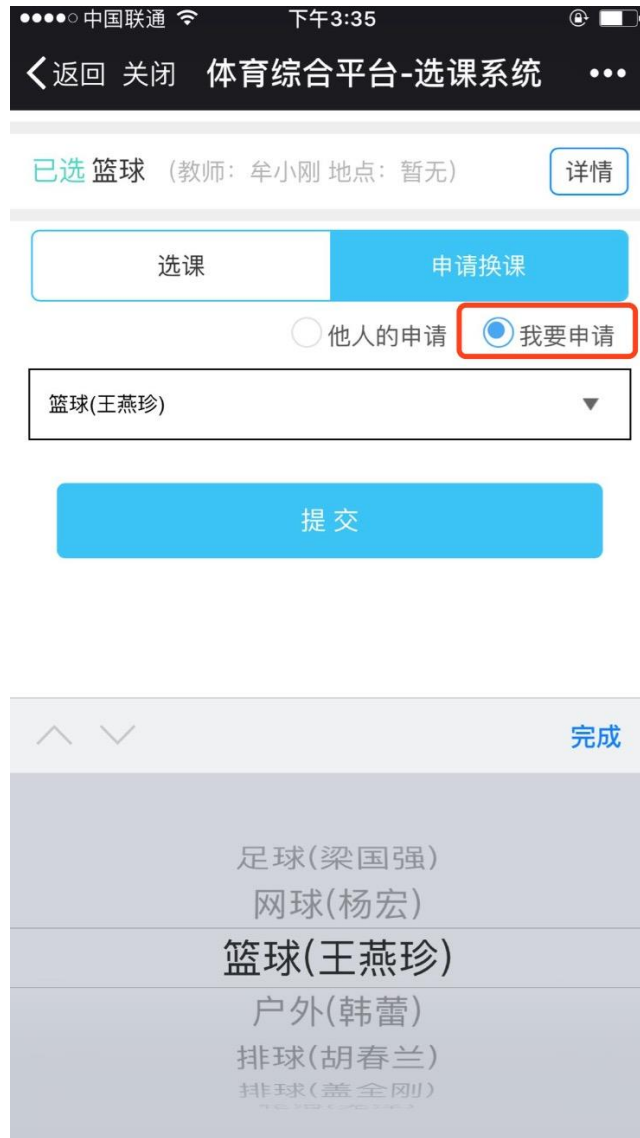 中国联通 下午3:35
返回 关闭 体育综合平台-选课系统
已选 篮球 (教师：牟小刚 地点：暂无) 详情
选课 申请换课
他人的申请 我要申请
篮球(王燕珍)
提 交
完成
足球(梁国强)
网球(杨宏)
篮球(王燕珍)
户外(韩蕾)
排球(胡春兰)
排球(盖金刚)